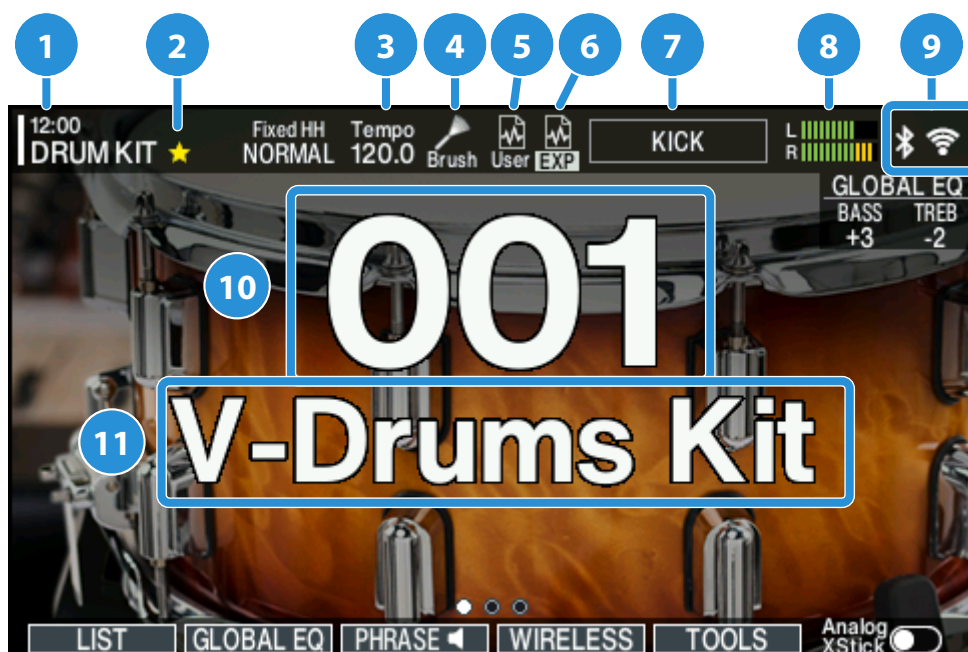 1 2 3 4 5 6 7 8 9
12:00
DRUM KIT
Fixed HH
NORMAL
Tempo
120.0
Brush
User
EXP
KICK
L
R
GLOBAL EQ
BASS TREB
+3 -2
10
001
11
V-Drums Kit
LIST GLOBAL EQ PHRASE WIRELESS TOOLS
Analog
XStick